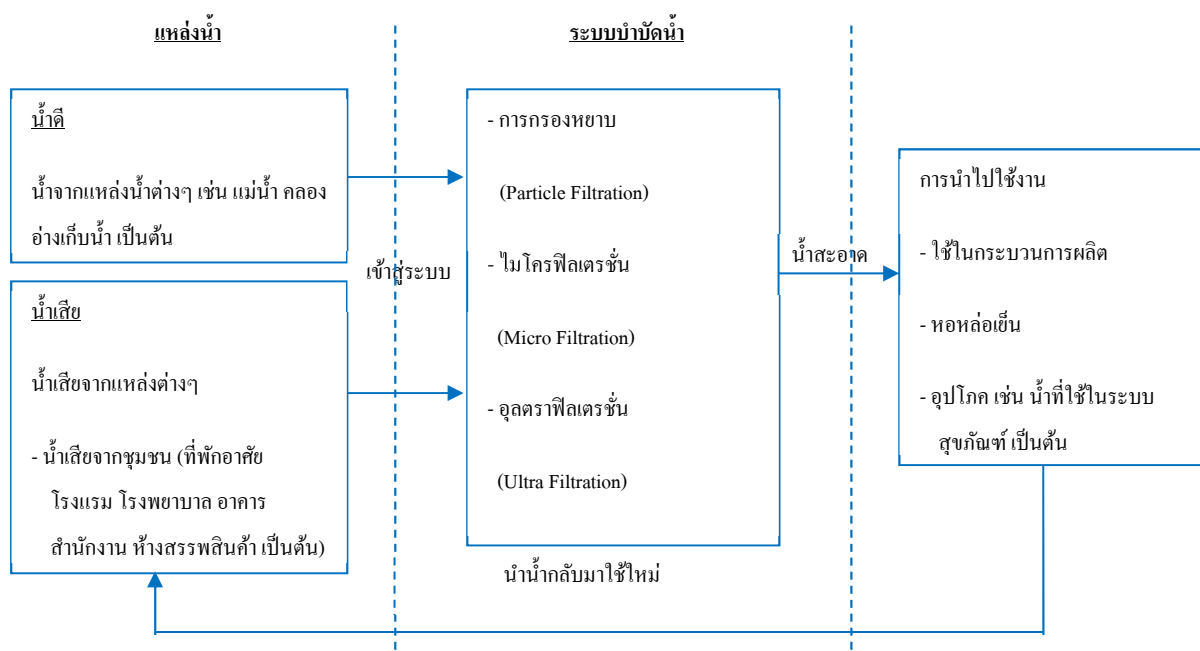 แหล่งน้ำ
ระบบบำบัดน้ำ
น้ำดี
น้ำจากแหล่งน้ำต่างๆ เช่น แม่น้ำ คลอง
อ่างเก็บน้ำ เป็นต้น
น้ำเสีย
น้ำเสียจากแหล่งต่างๆ
- น้ำเสียจากชุมชน (ที่พักอาศัย
โรงแรม โรงพยาบาล อาคาร
สำนักงาน ห้างสรรพสินค้า เป็นต้น)
เข้าสู่ระบบ
- การกรองหยาบ
(Particle Filtration)
- ไมโครฟิลเตรชั่น
(Micro Filtration)
- อุลตราฟิลเตรชั่น
(Ultra Filtration)
น้ำสะอาด
การนำไปใช้งาน
- ใช้ในกระบวนการผลิต
- หอหล่อเย็น
- อุปโภค เช่น น้ำที่ใช้ในระบบ
สุขภัณฑ์ เป็นต้น
นำน้ำกลับมาใช้ใหม่